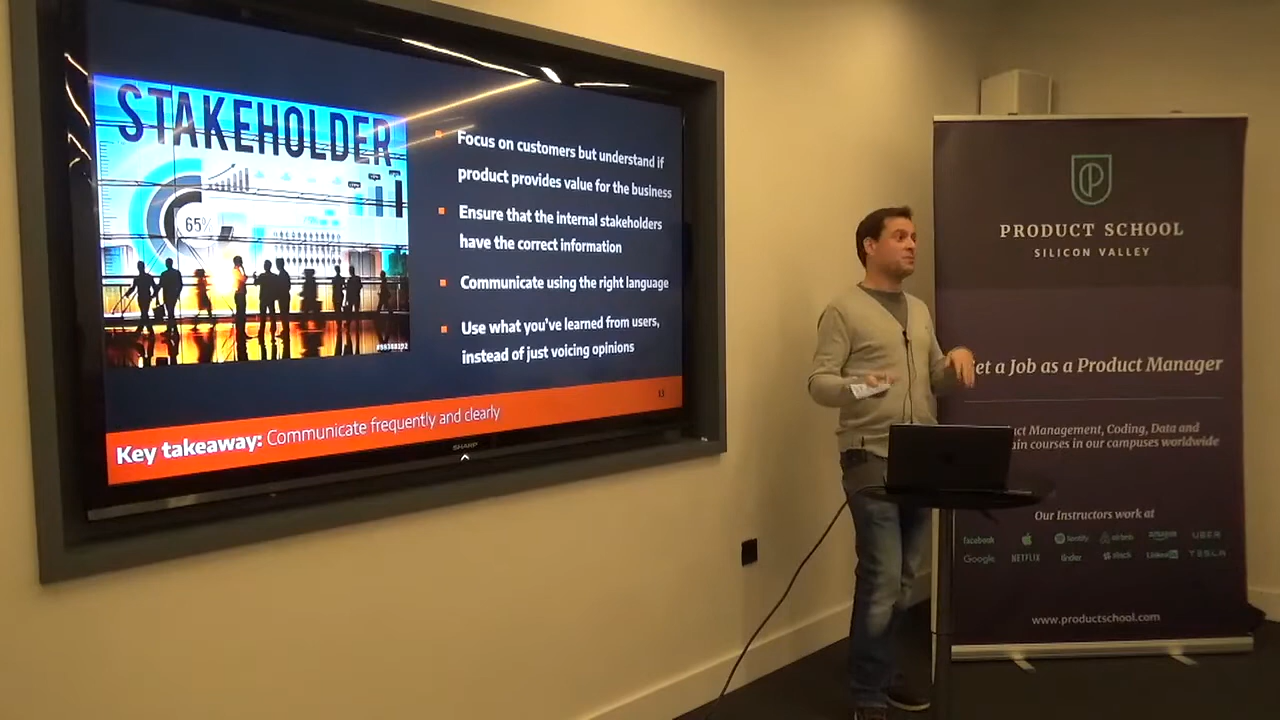 STAKEHOLDER
65%
Focus on customers but understand if
product provides value for the business
Ensure that the internal stakeholders
have the correct information
Communicate using the right language
Use what you've learned from users,
instead of just voicing opinions
Key takeaway: Communicate frequently and clearly
SHARP
PRODUCT SCHOOL
SILICON VALLEY
et a Job as a Product Manager
uct Management, Coding, Data and
ain courses in our campuses worldwide
Our Instructors work at
facebook Spotify airbnb amazon UBER
Google NETFLIX tinder slack LinkedIn TESLA
www.productschool.com